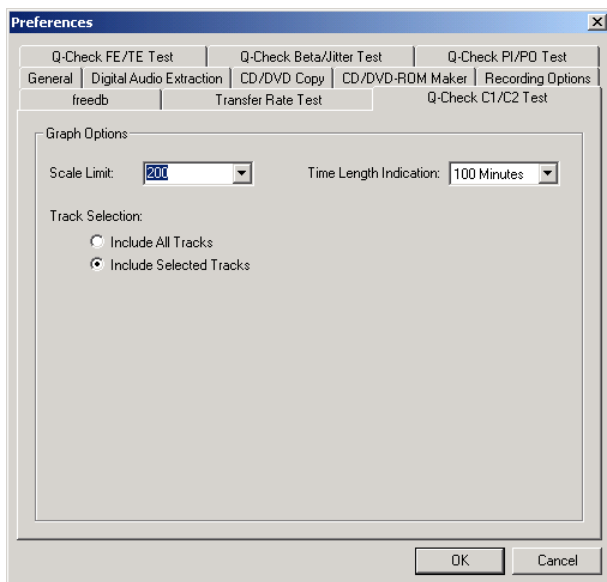 Preferences
Q-Check FE/TE Test Q-Check Beta/Jitter Test Q-Check PI/PO Test
General Digital Audio Extraction CD/DVD Copy CD/DVD-ROM Maker Recording Options
freedb Transfer Rate Test Q-Check C1/C2 Test
Graph Options
Scale Limit: 200 Time Length Indication: 100 Minutes
Track Selection:
Include All Tracks
Include Selected Tracks
OK Cancel